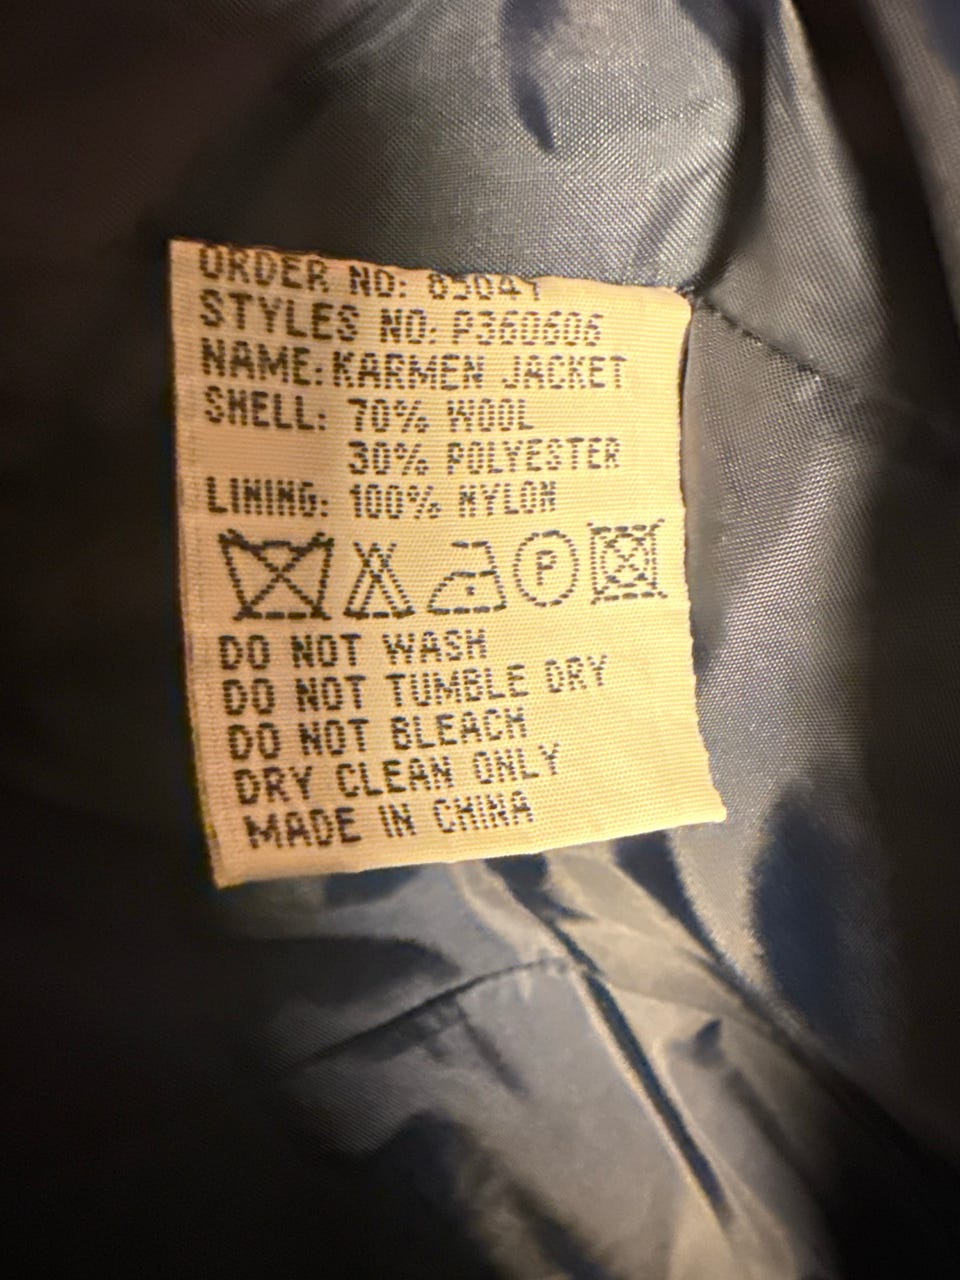 ORDER NO:
STYLES NO: P360606
NAME: KARMEN JACKET
SHELL: 70% WOOL
30% POLYESTER
LINING: 100% NYLON
P
DO NOT WASH
DO NOT TUMBLE DRY
DO NOT BLEACH
DRY CLEAN ONLY
MADE IN CHINA